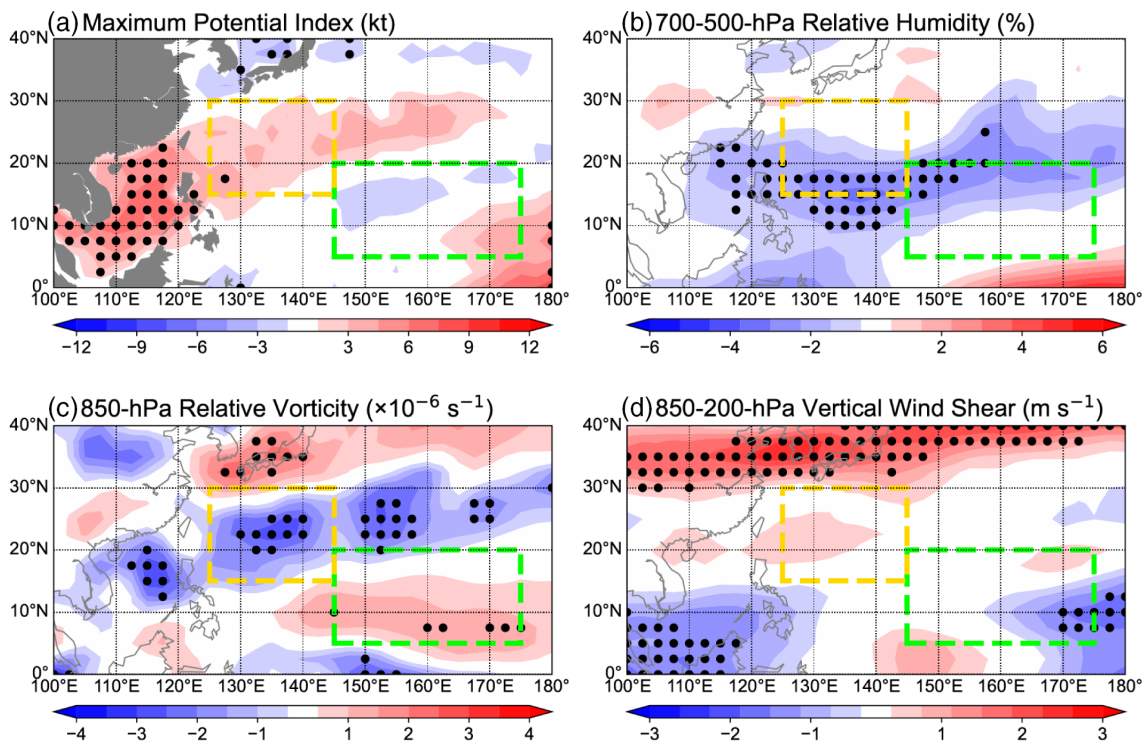 (a) Maximum Potential Index (kt)
40°N
30°N
20°N
10°N
0°
100°E 110°E 120°E 130°E 140°E 150°E 160°E 170°E 180°
−12 −9 −6 −3 3 6 9 12
(b) 700-500-hPa Relative Humidity (%)
40°N
30°N
20°N
10°N
0°
100°E 110°E 120°E 130°E 140°E 150°E 160°E 170°E 180°
−6 −4 −2 2 4 6
(c) 850-hPa Relative Vorticity (×10⁻⁶ s⁻¹)
40°N
30°N
20°N
10°N
0°
100°E 110°E 120°E 130°E 140°E 150°E 160°E 170°E 180°
−4 −3 −2 −1 1 2 3 4
(d) 850-200-hPa Vertical Wind Shear (m s⁻¹)
40°N
30°N
20°N
10°N
0°
100°E 110°E 120°E 130°E 140°E 150°E 160°E 170°E 180°
−3 −2 −1 1 2 3